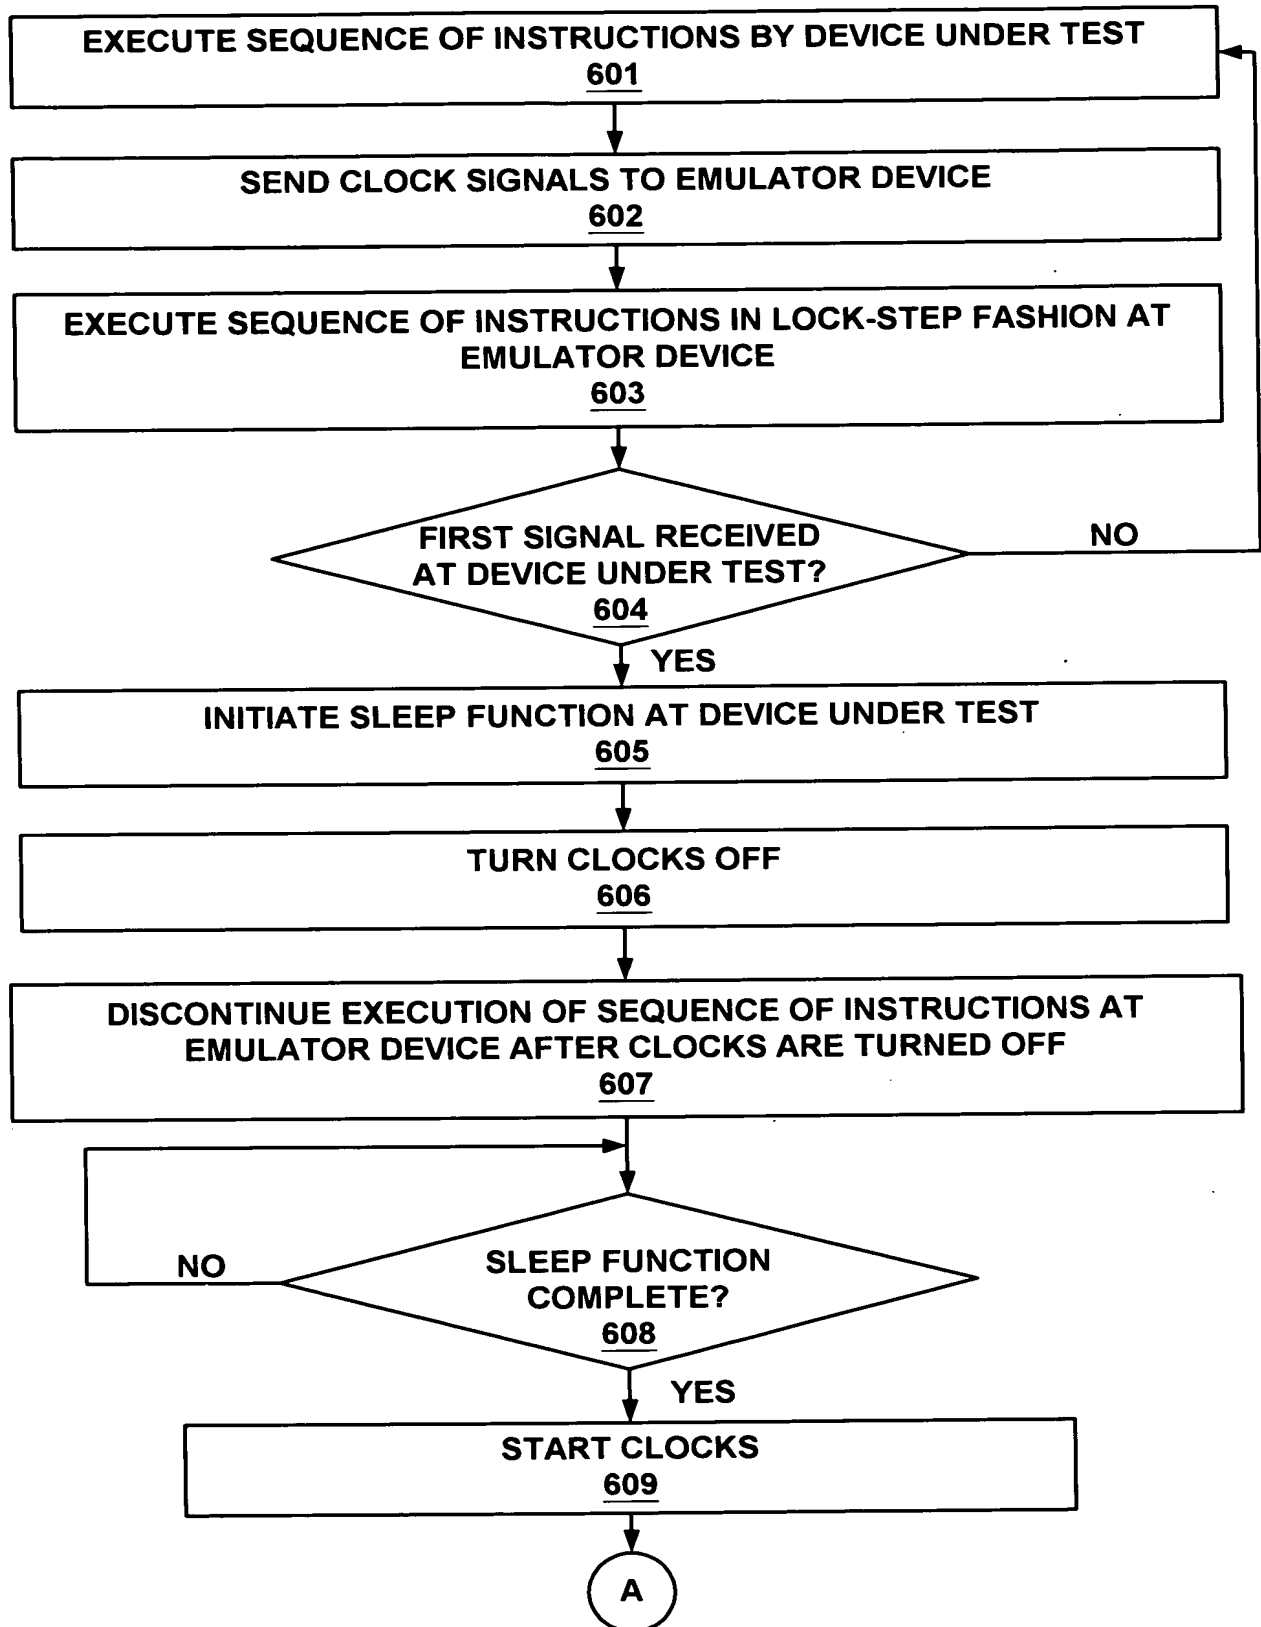 EXECUTE SEQUENCE OF INSTRUCTIONS BY DEVICE UNDER TEST
601
SEND CLOCK SIGNALS TO EMULATOR DEVICE
602
EXECUTE SEQUENCE OF INSTRUCTIONS IN LOCK-STEP FASHION AT
EMULATOR DEVICE
603
FIRST SIGNAL RECEIVED
AT DEVICE UNDER TEST?
604
NO
YES
INITIATE SLEEP FUNCTION AT DEVICE UNDER TEST
605
TURN CLOCKS OFF
606
DISCONTINUE EXECUTION OF SEQUENCE OF INSTRUCTIONS AT
EMULATOR DEVICE AFTER CLOCKS ARE TURNED OFF
607
NO
SLEEP FUNCTION
COMPLETE?
608
YES
START CLOCKS
609
A